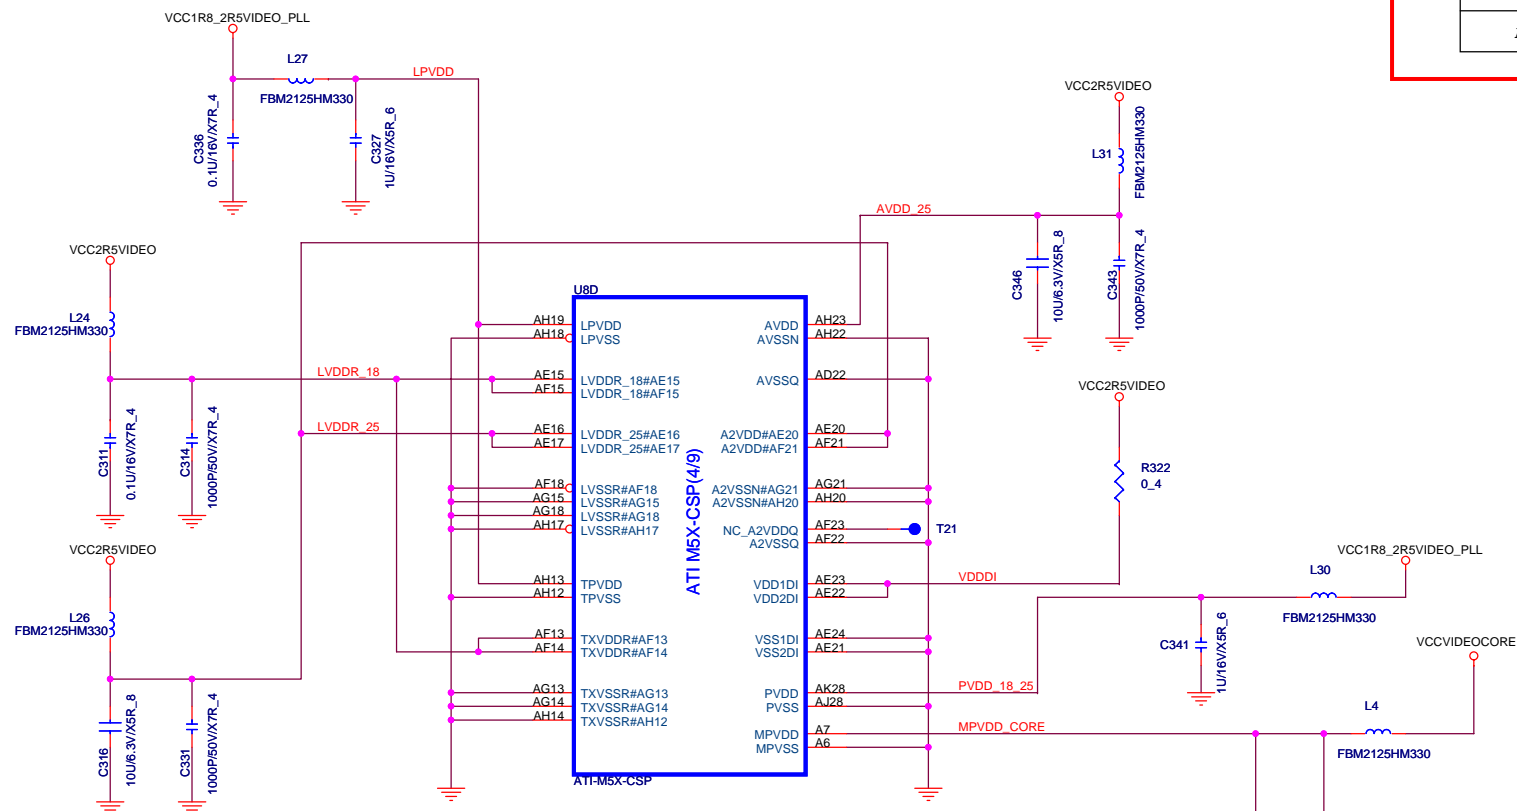 VCC1R8_2R5VIDEO_PLL
L27
FBM2125HM330
LPVDD
C336
0.1U/16V/X7R_4
C327
1U/16V/X5R_6
VCC2R5VIDEO
L31
FBM2125HM330
AVDD_25
C346
10U/6.3V/X5R_8
C343
1000P/50V/X7R_4
VCC2R5VIDEO
L24
FBM2125HM330
LVDDR_18
C311
0.1U/16V/X7R_4
C314
1000P/50V/X7R_4
LVDDR_25
VCC2R5VIDEO
L26
FBM2125HM330
C316
10U/6.3V/X5R_8
C331
1000P/50V/X7R_4
U8D
AH19 LPVDD
AH18 LPVSS
AE15 LVDDR_18#AE15
AF15 LVDDR_18#AF15
AE16 LVDDR_25#AE16
AE17 LVDDR_25#AE17
AF18 LVSSR#AF18
AG15 LVSSR#AG15
AG18 LVSSR#AG18
AH17 LVSSR#AH17
AH13 TPVDD
AH12 TPVSS
AF13 TXVDDR#AF13
AF14 TXVDDR#AF14
AG13 TXVSSR#AG13
AG14 TXVSSR#AG14
AH14 TXVSSR#AH12
ATI M5X-CSP(4/9)
AVDD AH23
AVSSN AH22
AVSSQ AD22
A2VDD#AE20 AE20
A2VDD#AF21 AF21
A2VSSN#AG21 AG21
A2VSSN#AH20 AH20
NC_A2VDDQ AF23
A2VSSQ AF22
VDD1DI AE23
VDD2DI AE22
VSS1DI AE24
VSS2DI AE21
PVDD AK28
PVSS AJ28
MPVDD A7
MPVSS A6
ATI-M5X-CSP
T21
VCC2R5VIDEO
R322
0_4
VDDDI
VCC1R8_2R5VIDEO_PLL
L30
FBM2125HM330
C341
1U/16V/X5R_6
PVDD_18_25
VCCVIDEOCORE
L4
FBM2125HM330
MPVDD_CORE